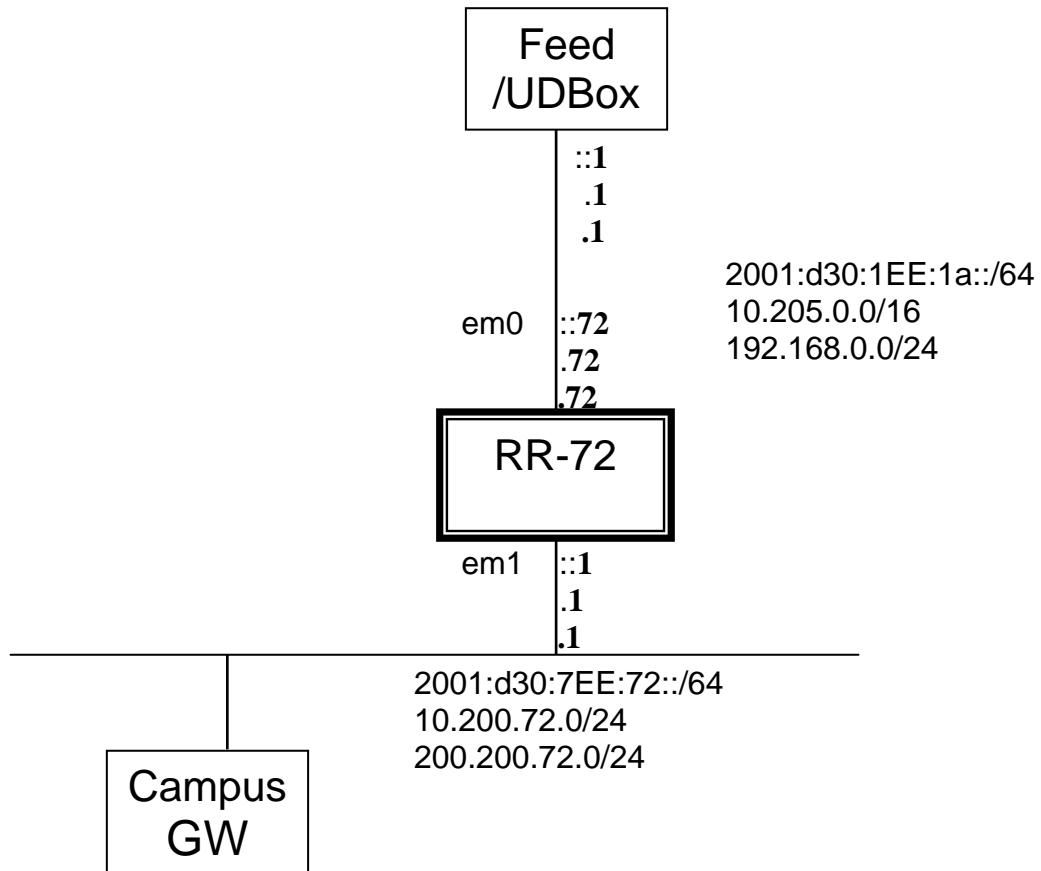 Feed
/UDBox
::1
.1
.1
2001:d30:1EE:1a::/64
10.205.0.0/16
192.168.0.0/24
em0
::72
.72
.72
RR-72
em1
::1
.1
.1
2001:d30:7EE:72::/64
10.200.72.0/24
200.200.72.0/24
Campus
GW